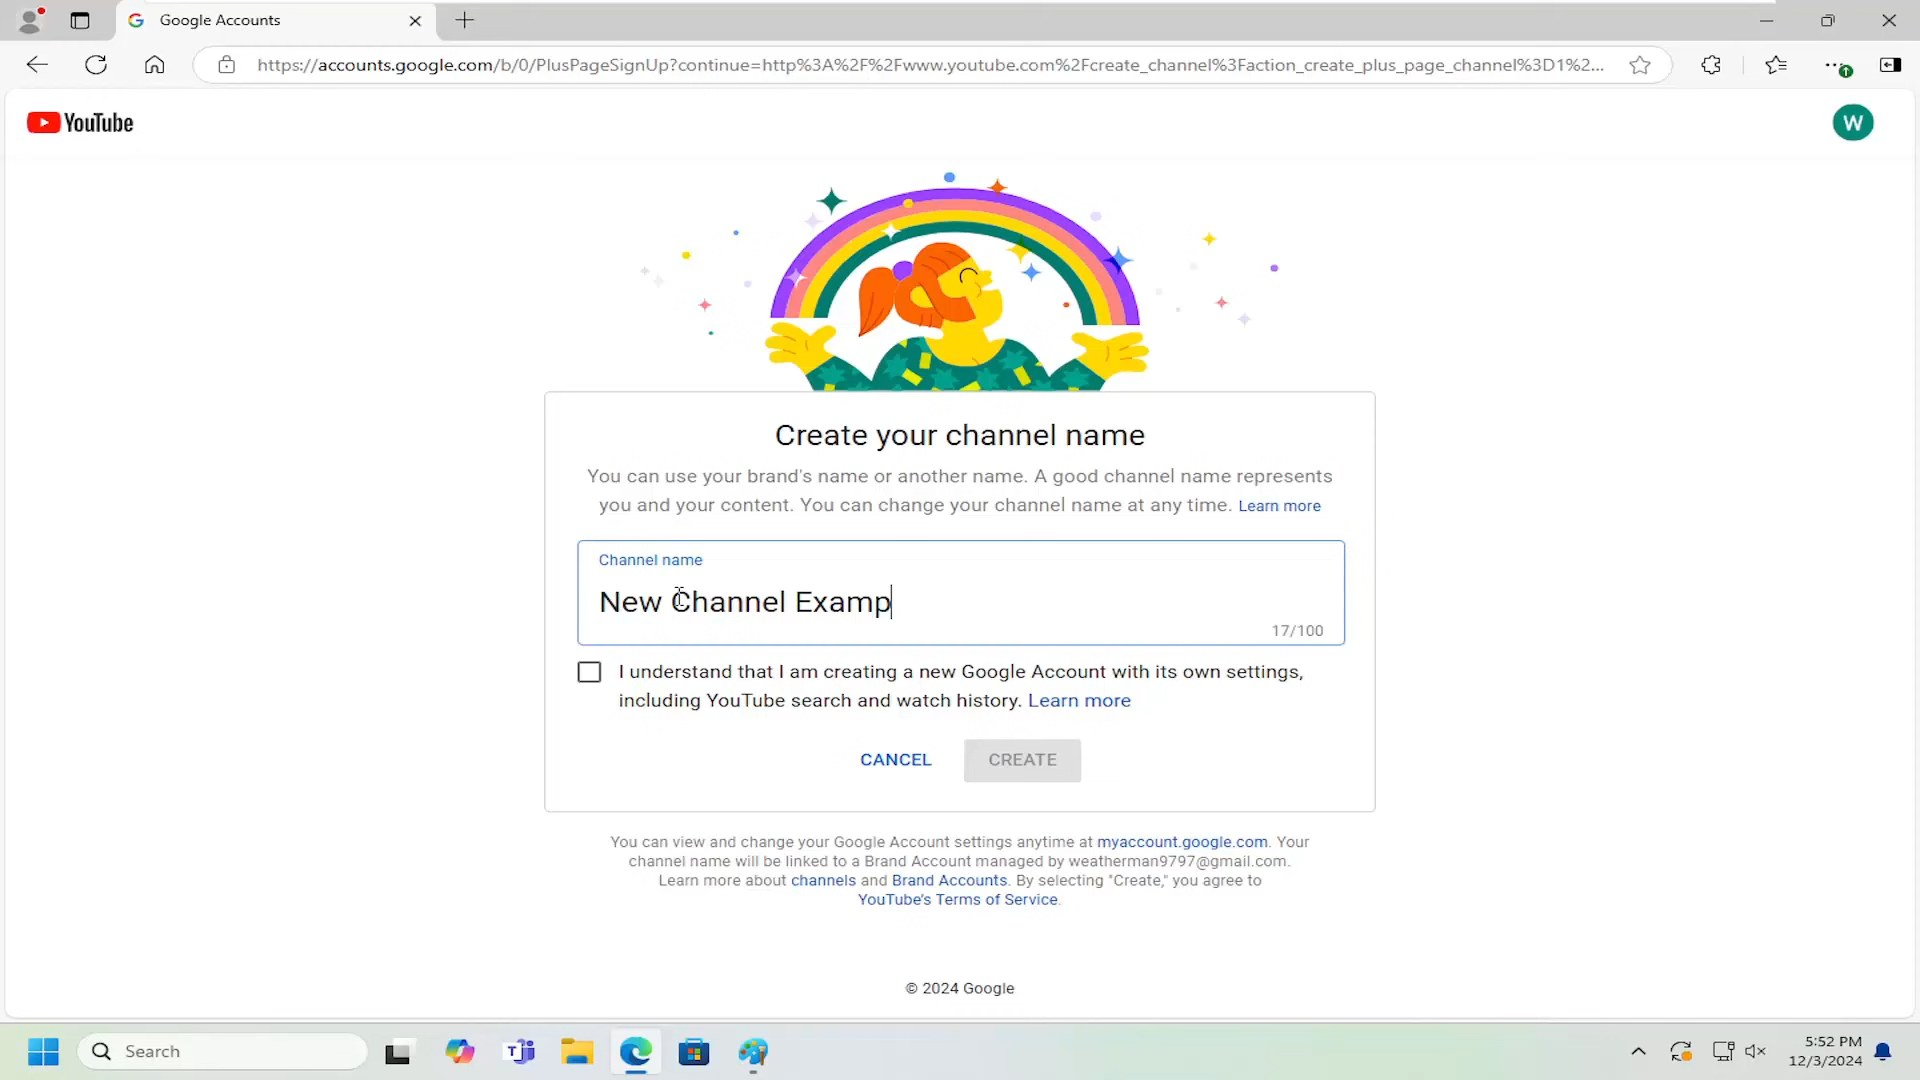 Google Accounts
https://accounts.google.com/b/0/PlusPageSignUp?continue=http%3A%2F%2Fwww.youtube.com%2Fcreate_channel%3Faction_create_plus_page_channel%3D1%2...
YouTube
W
Create your channel name
You can use your brand's name or another name. A good channel name represents
you and your content. You can change your channel name at any time. Learn more
Channel name
New Channel Examp
17/100
I understand that I am creating a new Google Account with its own settings,
including YouTube search and watch history. Learn more
CANCEL CREATE
You can view and change your Google Account settings anytime at myaccount.google.com. Your
channel name will be linked to a Brand Account managed by weatherman9797@gmail.com.
Learn more about channels and Brand Accounts. By selecting "Create," you agree to
YouTube's Terms of Service.
© 2024 Google
Search
5:52 PM
12/3/2024